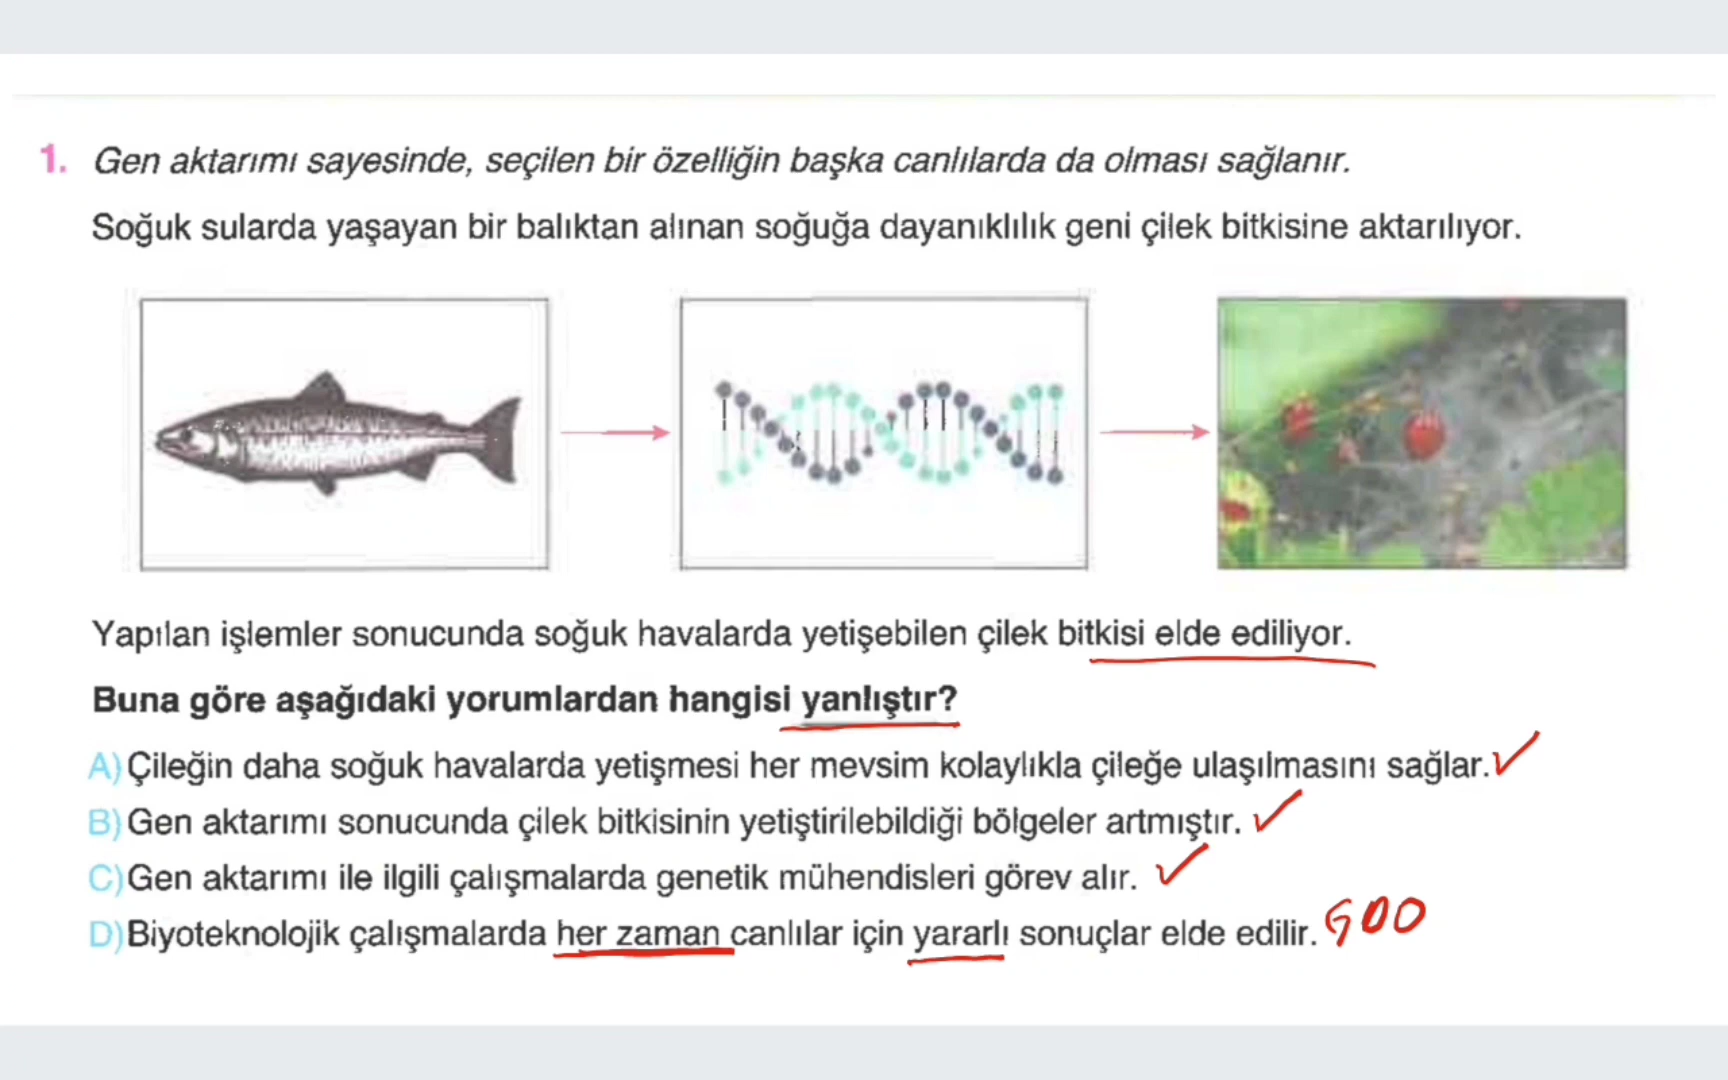 1. Gen aktarımı sayesinde, seçilen bir özelliğin başka canlılarda da olması sağlanır.
Soğuk sularda yaşayan bir balıktan alınan soğuğa dayanıklılık geni çilek bitkisine aktarılıyor.
Yapılan işlemler sonucunda soğuk havalarda yetişebilen çilek bitkisi elde ediliyor.
Buna göre aşağıdaki yorumlardan hangisi yanlıştır?
A) Çileğin daha soğuk havalarda yetişmesi her mevsim kolaylıkla çileğe ulaşılmasını sağlar.
B) Gen aktarımı sonucunda çilek bitkisinin yetiştirilebildiği bölgeler artmıştır.
C) Gen aktarımı ile ilgili çalışmalarda genetik mühendisleri görev alır.
D) Biyoteknolojik çalışmalarda her zaman canlılar için yararlı sonuçlar elde edilir. GDO